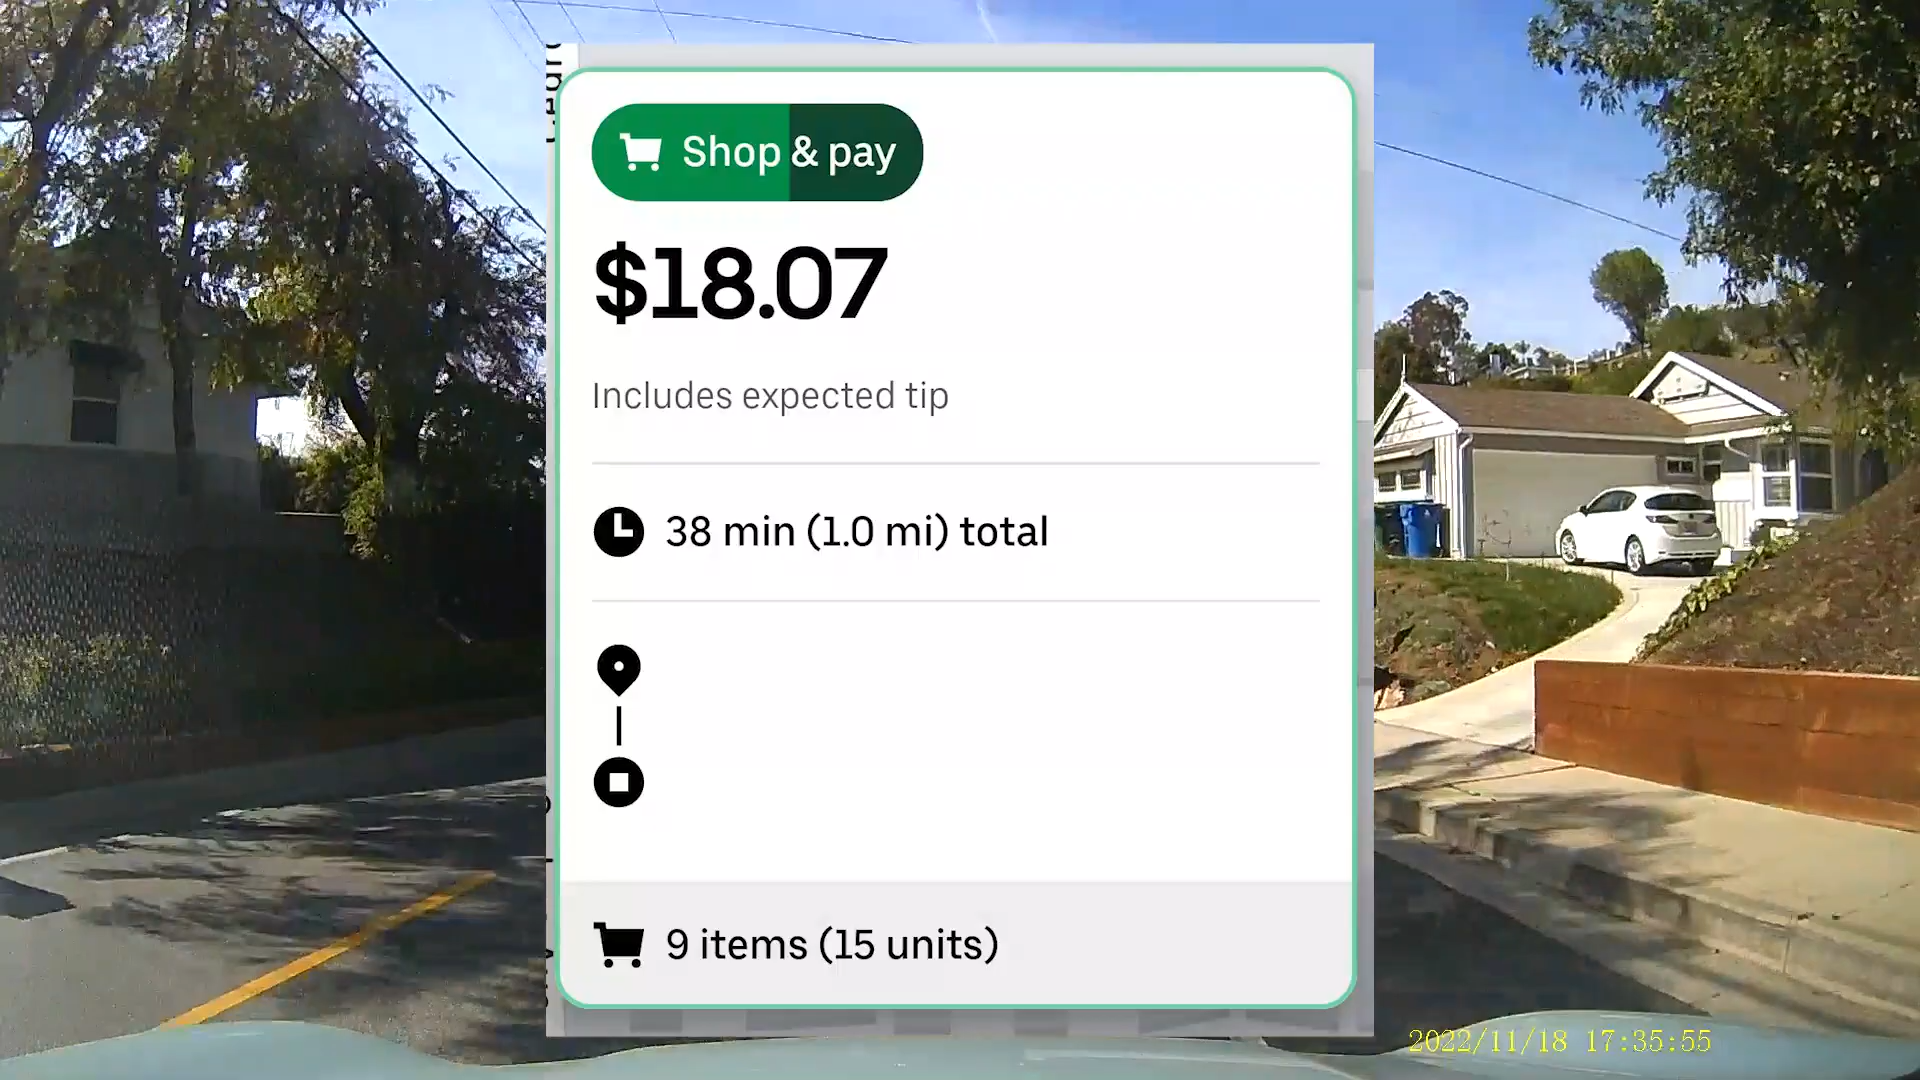 Shop & pay
$18.07
Includes expected tip
38 min (1.0 mi) total
9 items (15 units)
2022/11/18 17:35:55